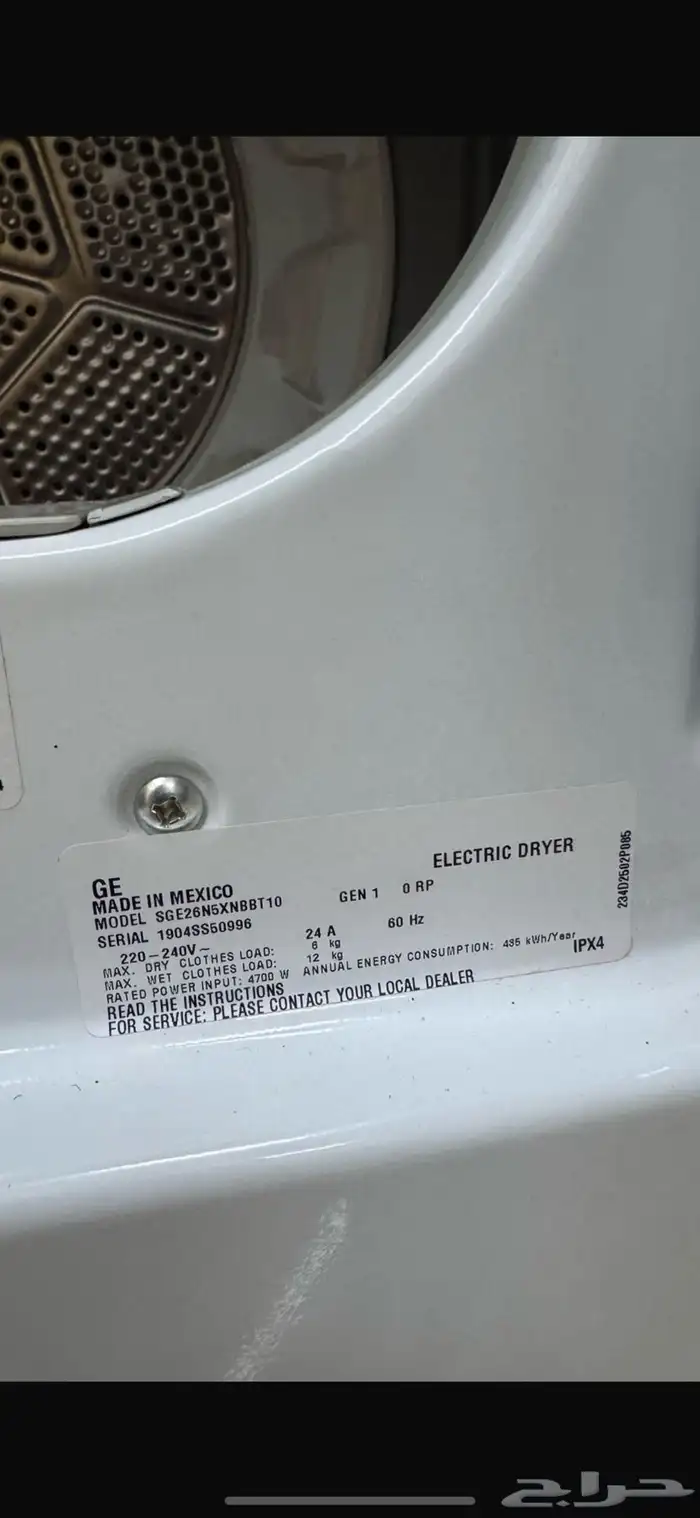 GE
MADE IN MEXICO
ELECTRIC DRYER
MODEL SGE26N5XNBBT10 GEN 1 0 RP
SERIAL 1904SS50996
220-240V~ 24 A 60 Hz
MAX. DRY CLOTHES LOAD: 6 kg
MAX. WET CLOTHES LOAD: 12 kg
RATED POWER INPUT: 4700 W ANNUAL ENERGY CONSUMPTION: 435 kWh/Year
IPX4
READ THE INSTRUCTIONS
FOR SERVICE: PLEASE CONTACT YOUR LOCAL DEALER
234D2502P085
حراج